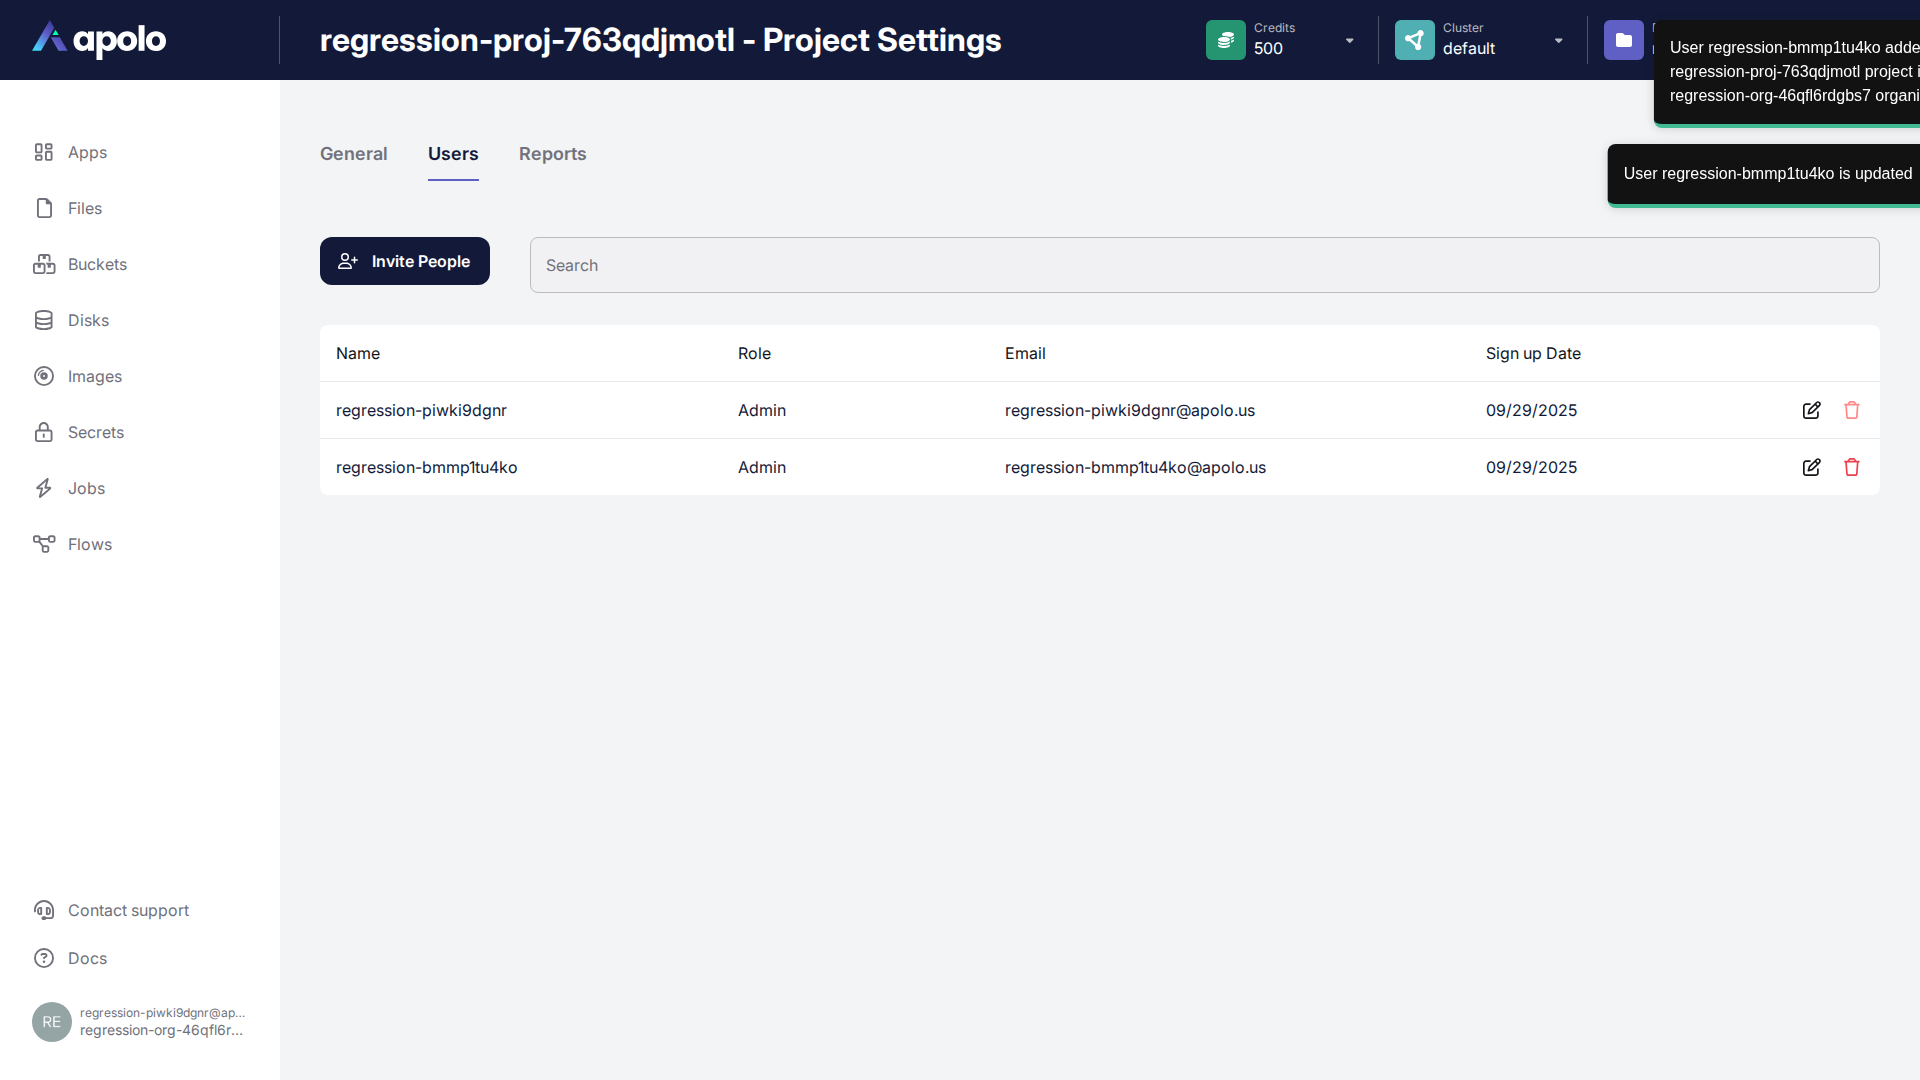 apolo
regression-proj-763qdjmotl - Project Settings
Credits
500
Cluster
default
User regression-bmmp1tu4ko adde
regression-proj-763qdjmotl project i
regression-org-46qfl6rdgbs7 organi
User regression-bmmp1tu4ko is updated
Apps
Files
Buckets
Disks
Images
Secrets
Jobs
Flows
General
Users
Reports
Invite People
Search
Name Role Email Sign up Date
regression-piwki9dgnr Admin regression-piwki9dgnr@apolo.us 09/29/2025
regression-bmmp1tu4ko Admin regression-bmmp1tu4ko@apolo.us 09/29/2025
Contact support
Docs
RE
regression-piwki9dgnr@ap...
regression-org-46qfl6r...